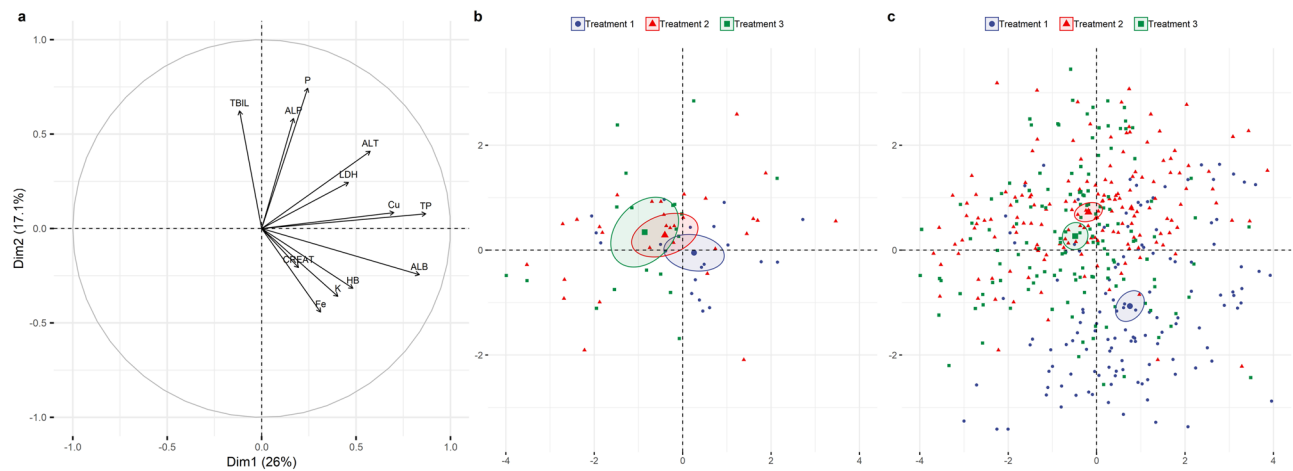 a
1.0
0.5
0.0
-0.5
-1.0
Dim2 (17.1%)
P
TBIL
ALP
ALT
LDH
Cu
TP
CREAT
ALB
HB
K
Fe
-1.0 -0.5 0.0 0.5 1.0
Dim1 (26%)
b
Treatment 1 Treatment 2 Treatment 3
2
0
-2
-4 -2 0 2 4
c
Treatment 1 Treatment 2 Treatment 3
2
0
-2
-4 -2 0 2 4